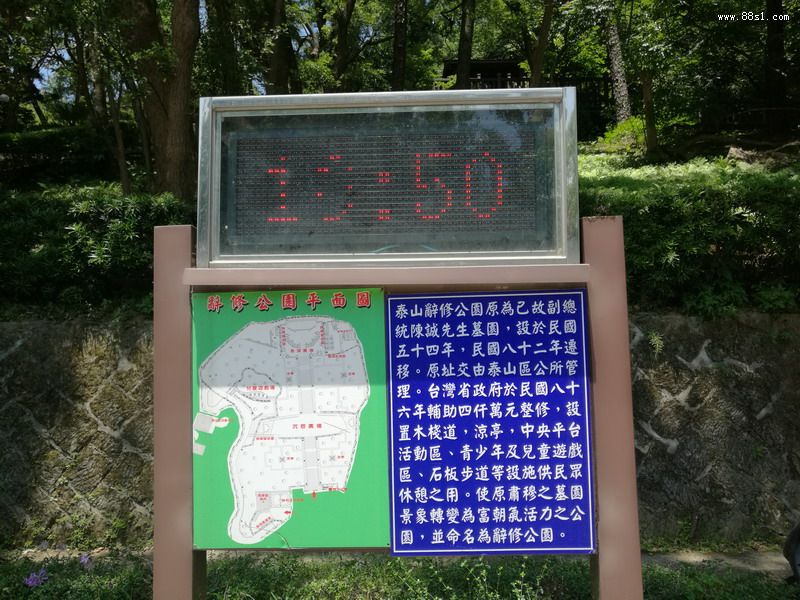 www.88s1.com
辭修公園平面圖
泰山辭修公園原為已故副總
統陳誠先生墓園，設於民國
五十四年，民國八十二年遷
移。原址交由泰山區公所管
理。台灣省政府於民國八十
六年輔助四仟萬元整修，設
置木棧道，涼亭，中央平台
活動區、青少年及兒童遊戲
區、石板步道等設施供民眾
休憩之用。使原肅穆之墓園
景象轉變為富朝氣活力之公
園，並命名為辭修公園。